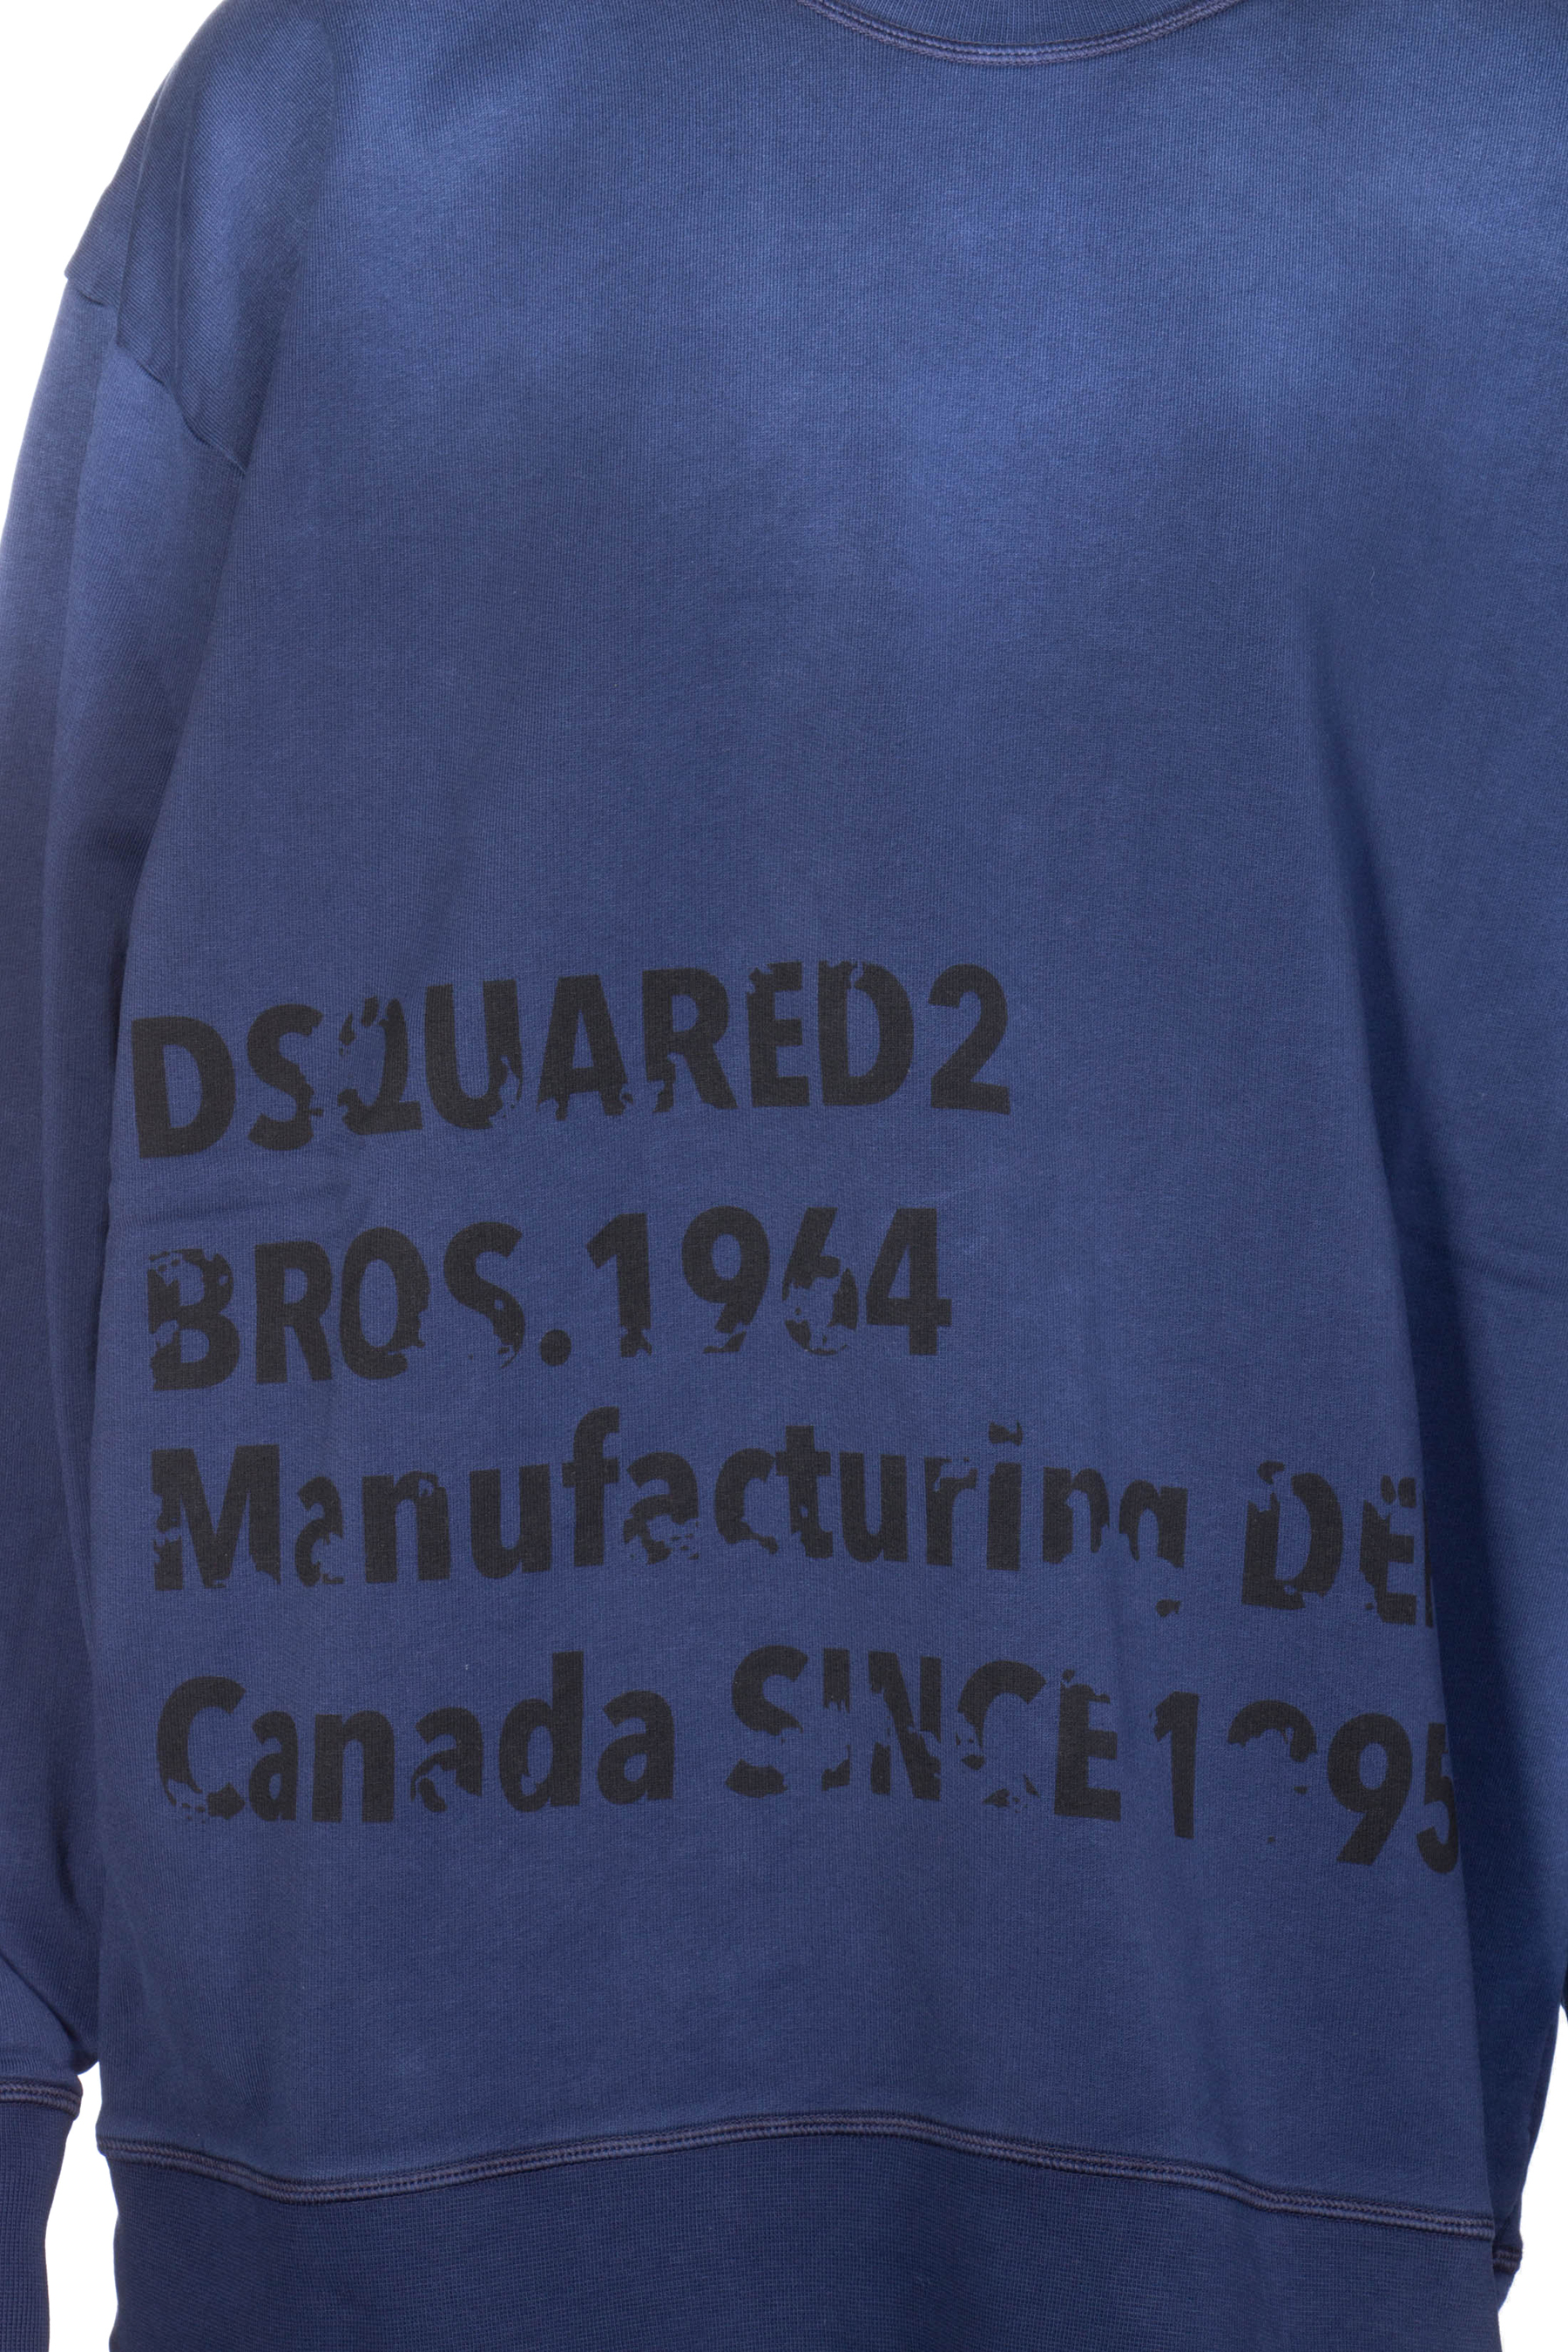 DSQUARED2
BROS.1964
Manufacturing
Canada SINCE 1995